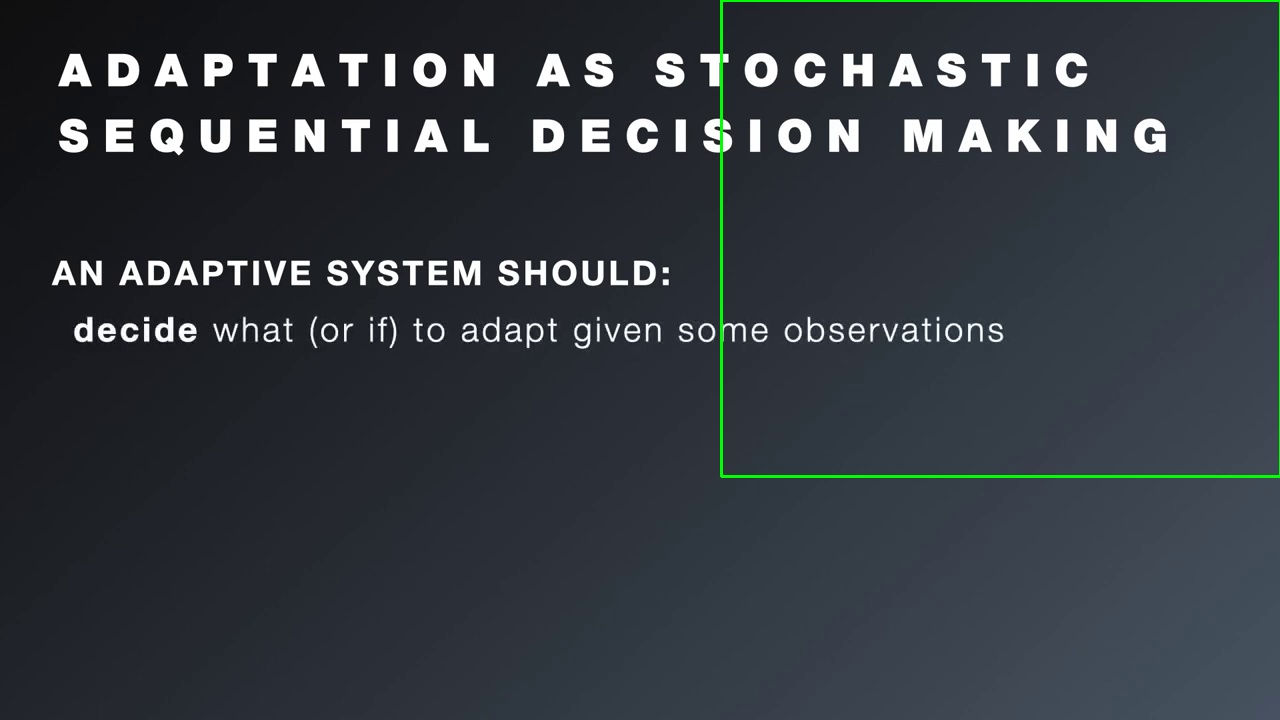 ADAPTATION AS STOCHASTIC
SEQUENTIAL DECISION MAKING
AN ADAPTIVE SYSTEM SHOULD:
decide what (or if) to adapt given some observations